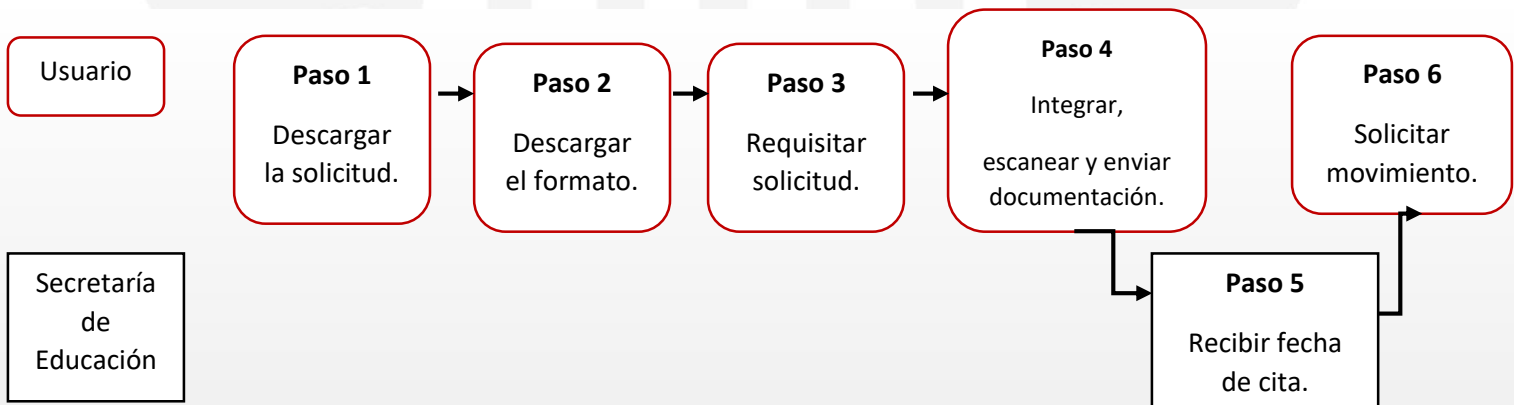 Usuario
Paso 1
Descargar
la solicitud.
Paso 2
Descargar
el formato.
Paso 3
Requisitar
solicitud.
Paso 4
Integrar,
escanear y enviar
documentación.
Paso 6
Solicitar
movimiento.
Secretaría
de
Educación
Paso 5
Recibir fecha
de cita.